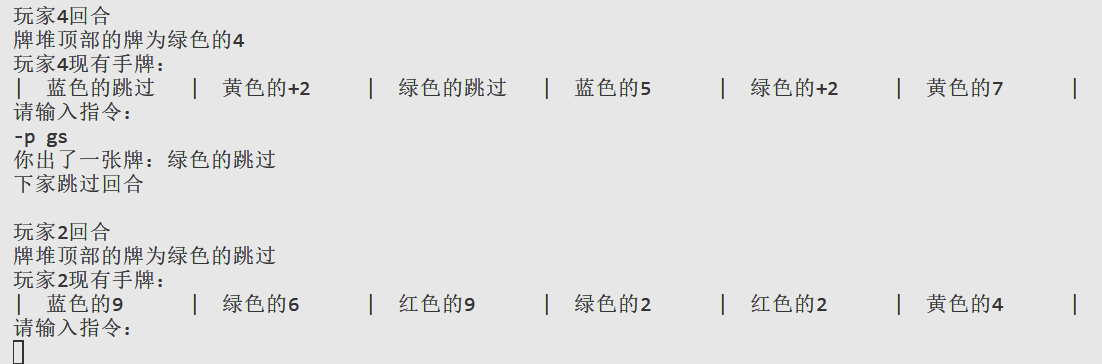 玩家4回合
牌堆顶部的牌为绿色的4
玩家4现有手牌：
| 蓝色的跳过 | 黄色的+2 | 绿色的跳过 | 蓝色的5 | 绿色的+2 | 黄色的7 |
请输入指令：
-p gs
你出了一张牌：绿色的跳过
下家跳过回合
玩家2回合
牌堆顶部的牌为绿色的跳过
玩家2现有手牌：
| 蓝色的9 | 绿色的6 | 红色的9 | 绿色的2 | 红色的2 | 黄色的4 |
请输入指令：